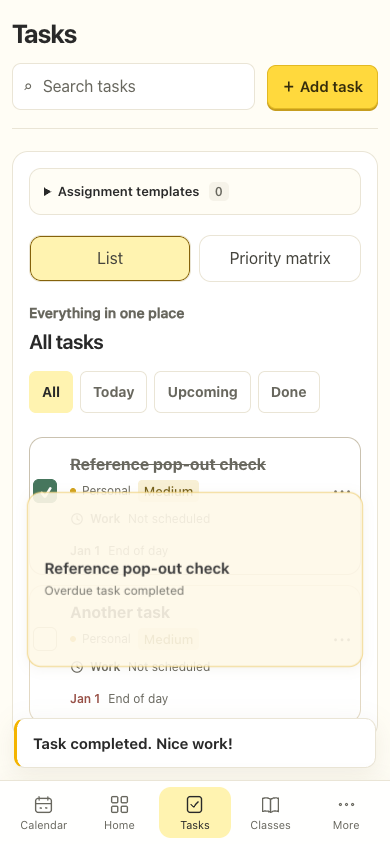 Tasks
Search tasks
+ Add task
Assignment templates 0
List
Priority matrix
Everything in one place
All tasks
All
Today
Upcoming
Done
Reference pop-out check
Personal Medium
Work Not scheduled
Jan 1 End of day
Reference pop-out check
Overdue task completed
Another task
Personal Medium
Work Not scheduled
Jan 1 End of day
Task completed. Nice work!
Calendar
Home
Tasks
Classes
More